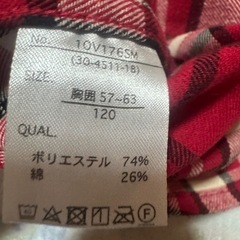 No. 10V176SM
(30-4511-18)
SIZE
胸囲 57~63
120
QUAL.
ポリエステル 74%
綿 26%